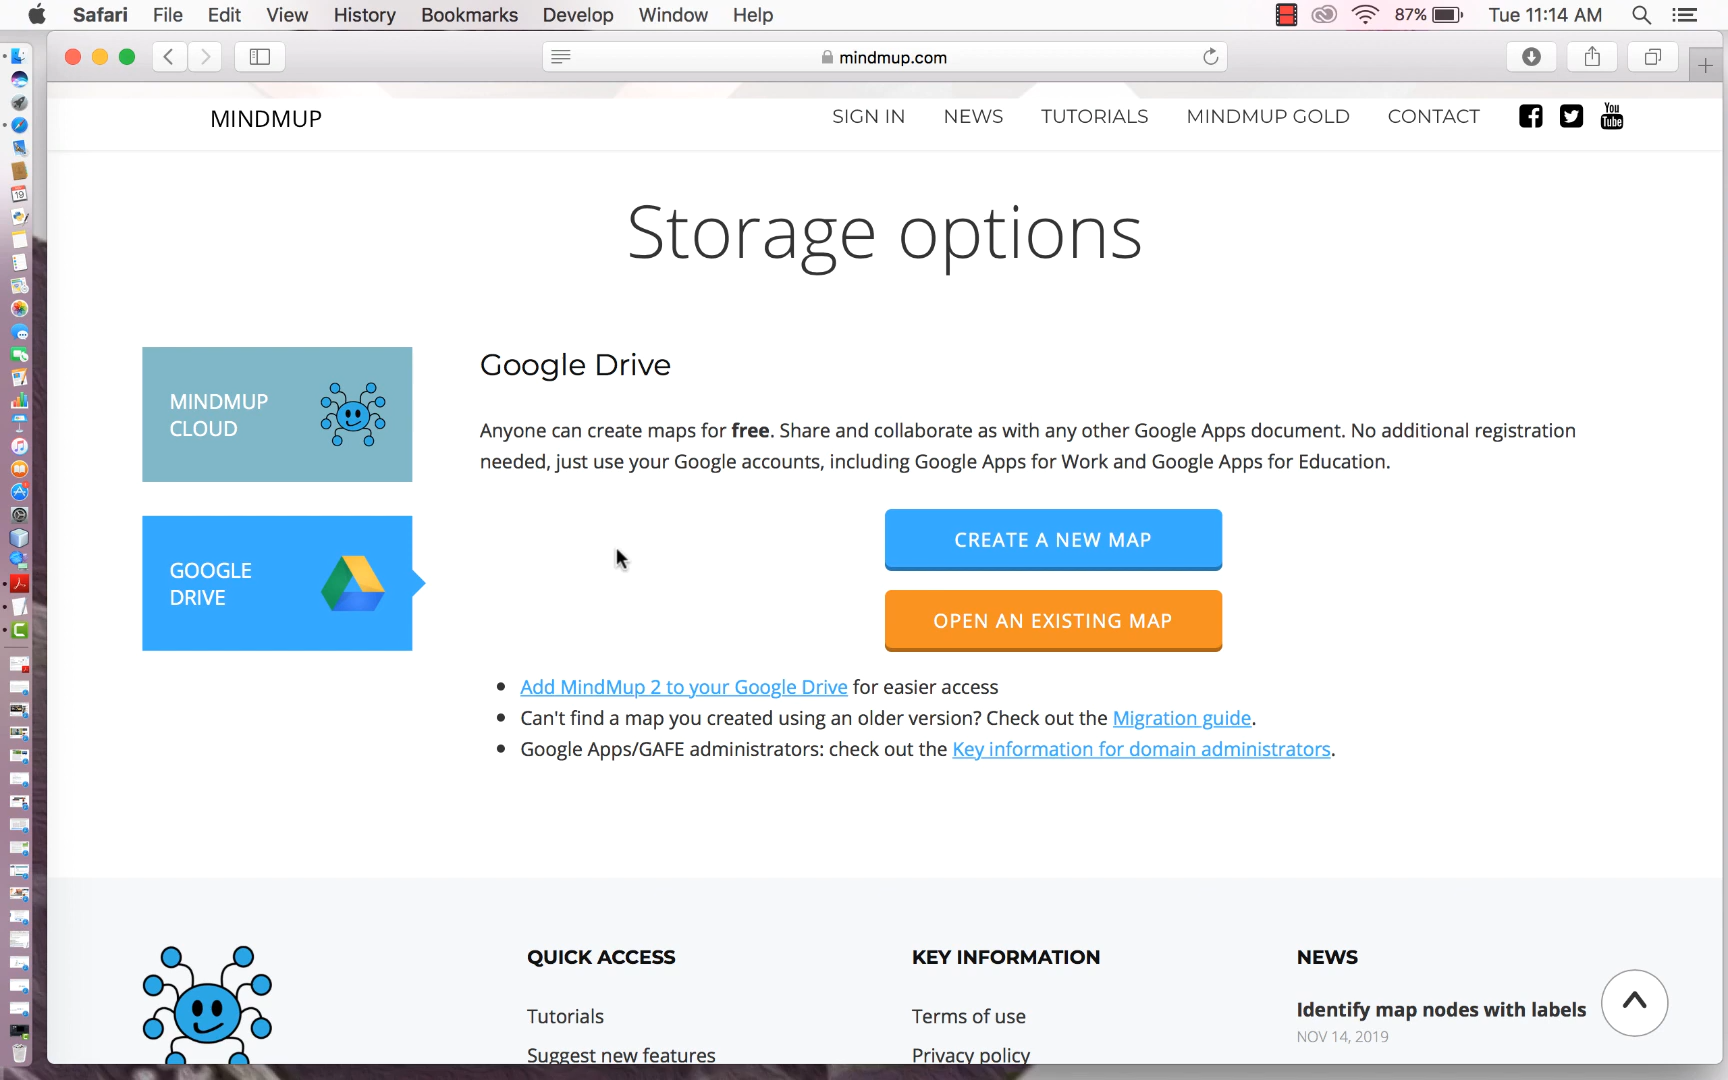 Safari File Edit View History Bookmarks Develop Window Help 87% Tue 11:14 AM
mindmup.com
MINDMUP SIGN IN NEWS TUTORIALS MINDMUP GOLD CONTACT You Tube
Storage options
MINDMUP
CLOUD
GOOGLE
DRIVE
Google Drive
Anyone can create maps for free. Share and collaborate as with any other Google Apps document. No additional registration
needed, just use your Google accounts, including Google Apps for Work and Google Apps for Education.
CREATE A NEW MAP
OPEN AN EXISTING MAP
Add MindMup 2 to your Google Drive for easier access
Can't find a map you created using an older version? Check out the Migration guide.
Google Apps/GAFE administrators: check out the Key information for domain administrators.
QUICK ACCESS
Tutorials
Suggest new features
KEY INFORMATION
Terms of use
Privacy policy
NEWS
Identify map nodes with labels
NOV 14, 2019